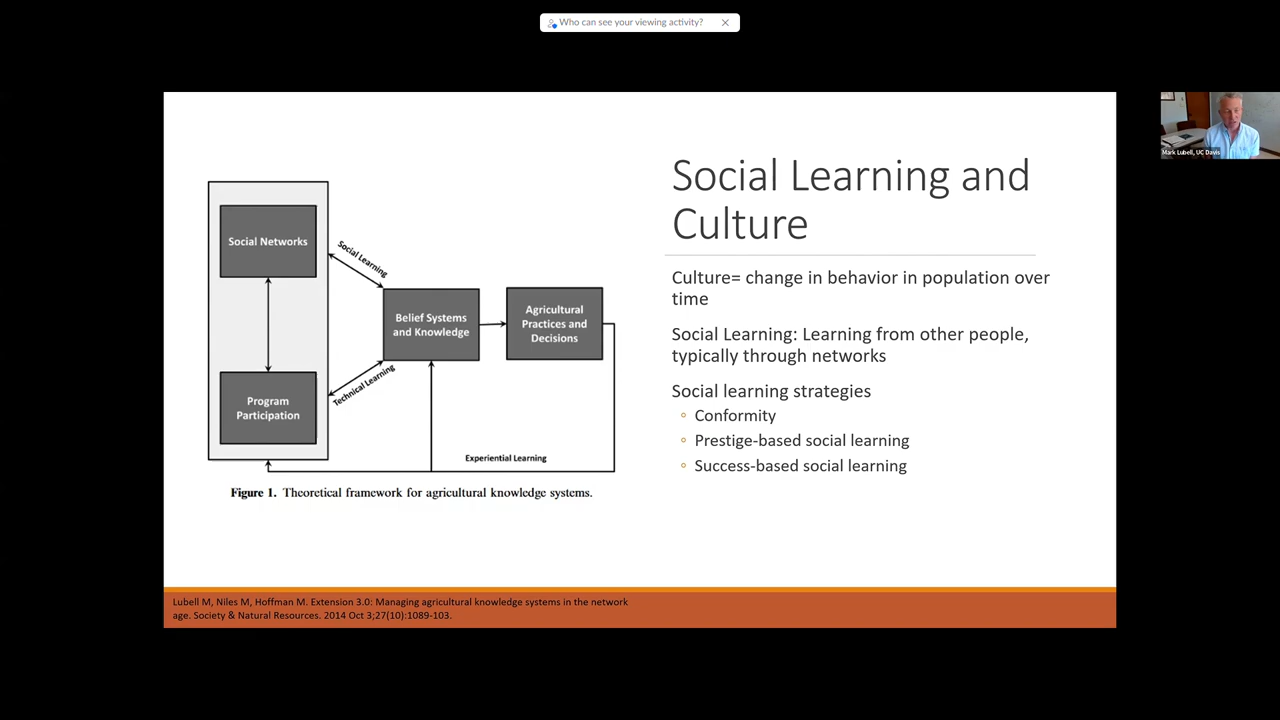 Who can see your viewing activity?
Mark Lubell, UC Davis
Social Learning and
Culture
Social Networks
Social Learning
Belief Systems
and Knowledge
Agricultural
Practices and
Decisions
Technical Learning
Program
Participation
Experiential Learning
Figure 1. Theoretical framework for agricultural knowledge systems.
Culture= change in behavior in population over
time
Social Learning: Learning from other people,
typically through networks
Social learning strategies
Conformity
Prestige-based social learning
Success-based social learning
Lubell M, Niles M, Hoffman M. Extension 3.0: Managing agricultural knowledge systems in the network
age. Society & Natural Resources. 2014 Oct 3;27(10):1089-103.